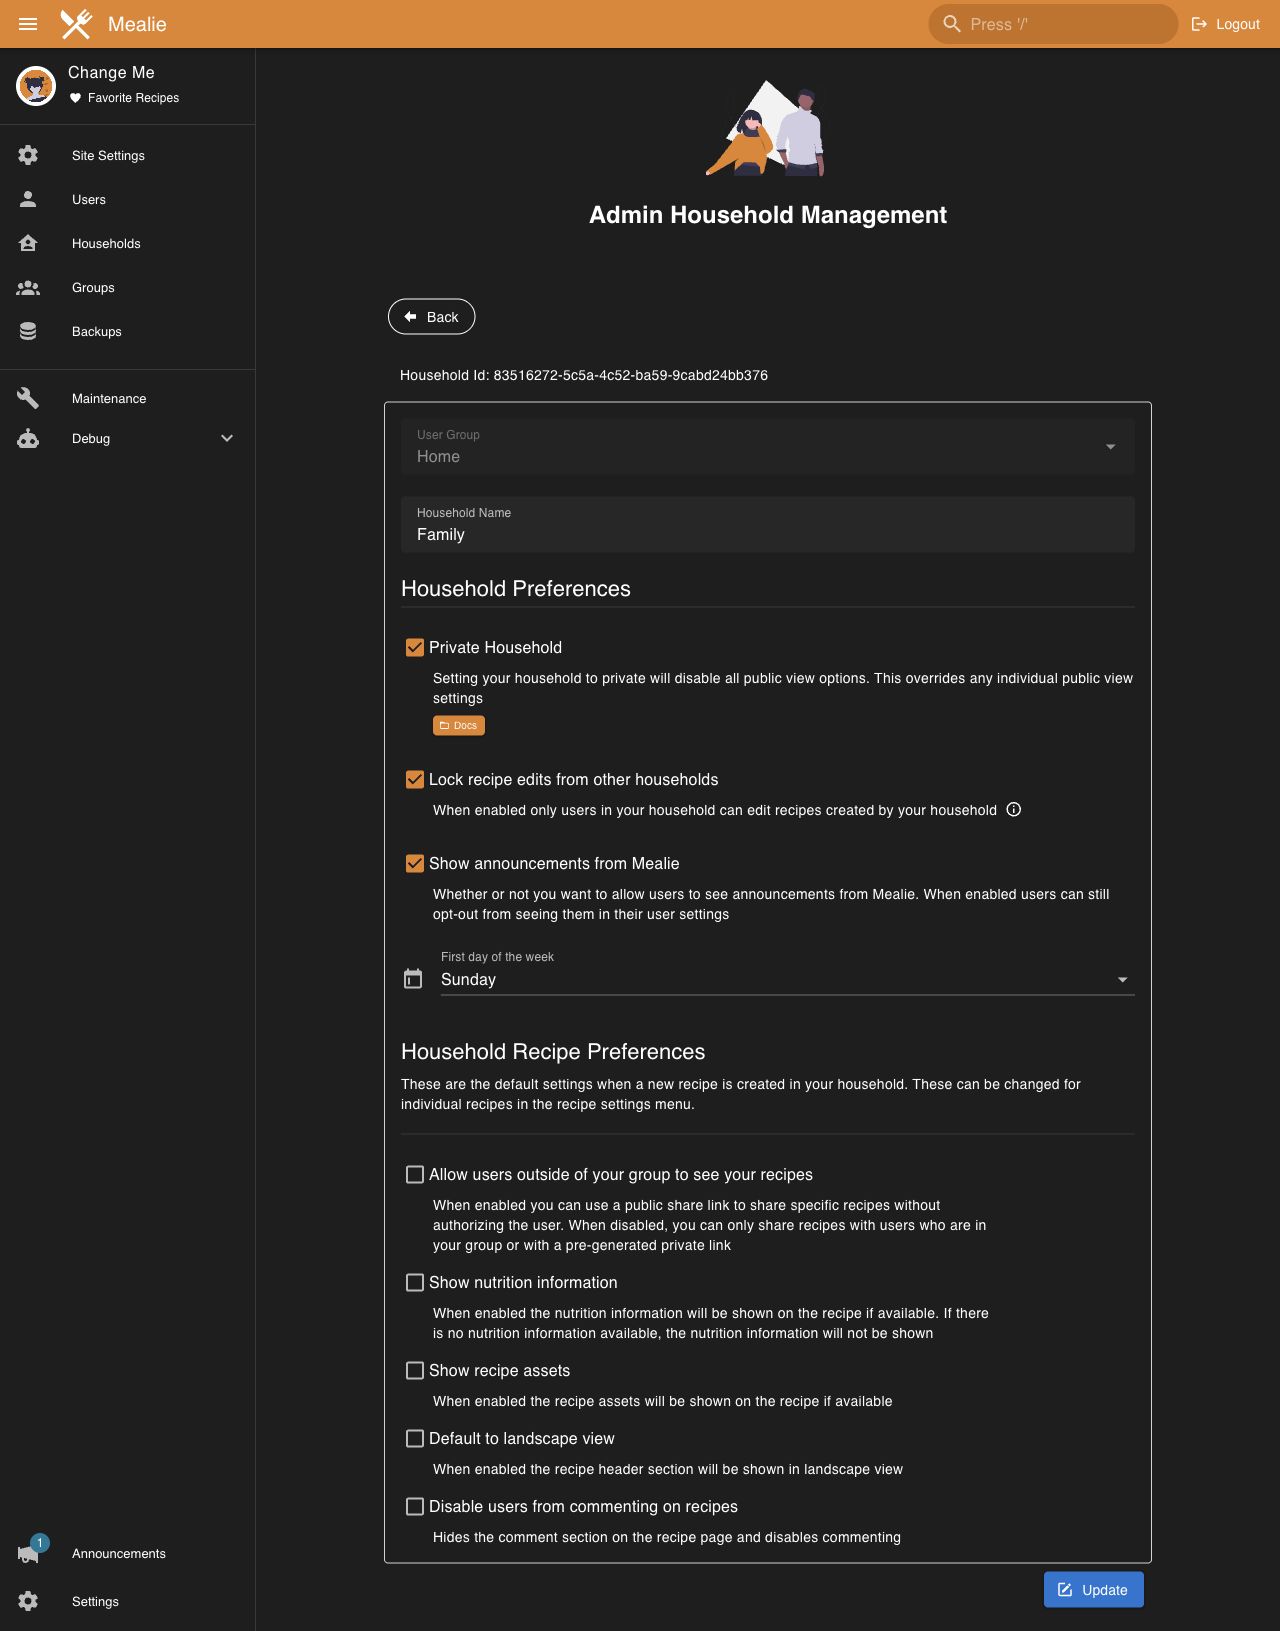 Mealie
Press '/'
Logout
Change Me
Favorite Recipes
Site Settings
Users
Households
Groups
Backups
Maintenance
Debug
Admin Household Management
Back
Household Id: 83516272-5c5a-4c52-ba59-9cabd24bb376
User Group
Home
Household Name
Family
Household Preferences
Private Household
Setting your household to private will disable all public view options. This overrides any individual public view
settings
Docs
Lock recipe edits from other households
When enabled only users in your household can edit recipes created by your household
Show announcements from Mealie
Whether or not you want to allow users to see announcements from Mealie. When enabled users can still
opt-out from seeing them in their user settings
First day of the week
Sunday
Household Recipe Preferences
These are the default settings when a new recipe is created in your household. These can be changed for
individual recipes in the recipe settings menu.
Allow users outside of your group to see your recipes
When enabled you can use a public share link to share specific recipes without
authorizing the user. When disabled, you can only share recipes with users who are in
your group or with a pre-generated private link
Show nutrition information
When enabled the nutrition information will be shown on the recipe if available. If there
is no nutrition information available, the nutrition information will not be shown
Show recipe assets
When enabled the recipe assets will be shown on the recipe if available
Default to landscape view
When enabled the recipe header section will be shown in landscape view
Disable users from commenting on recipes
Hides the comment section on the recipe page and disables commenting
1
Announcements
Settings
Update